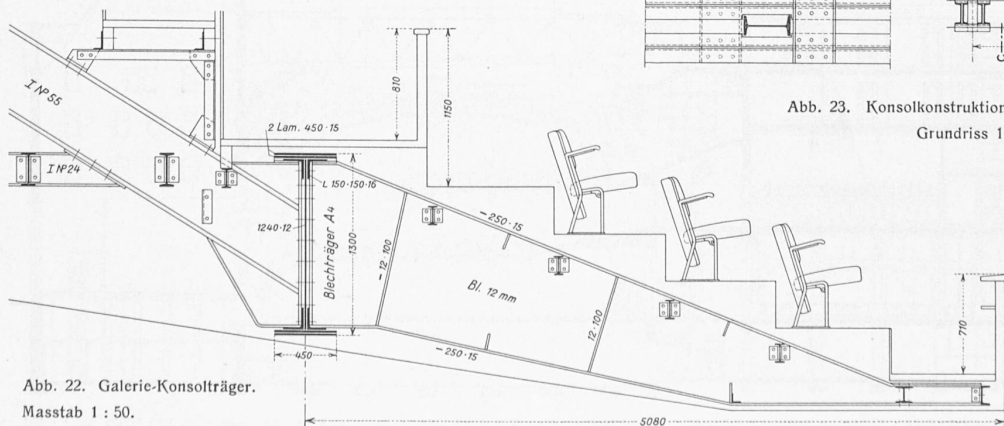 810
1150
Abb. 23. Konsolkonstruktion
Grundriss 1
I № 55
2 Lam. 450·15
I № 24
L 150·150·16
1240·12
Blechträger A4
1300
– 12·100
– 250·15
Bl. 12 mm
12·100
710
– 250·15
450
Abb. 22. Galerie-Konsolträger.
Masstab 1 : 50.
5080